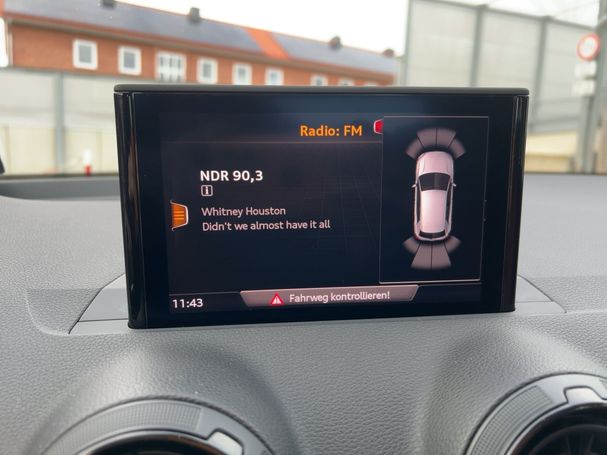 Radio: FM
NDR 90,3
i
Whitney Houston
Didn't we almost have it all
11:43
Fahrweg kontrollieren!